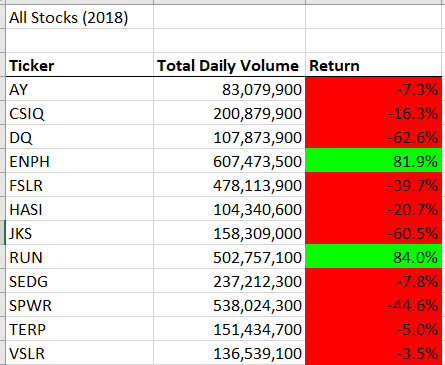 All Stocks (2018)
Ticker Total Daily Volume Return
AY 83,079,900 -7.3%
CSIQ 200,879,900 -16.3%
DQ 107,873,900 -62.6%
ENPH 607,473,500 81.9%
FSLR 478,113,900 -39.7%
HASI 104,340,600 -20.7%
JKS 158,309,000 -60.5%
RUN 502,757,100 84.0%
SEDG 237,212,300 -7.8%
SPWR 538,024,300 -44.6%
TERP 151,434,700 -5.0%
VSLR 136,539,100 -3.5%